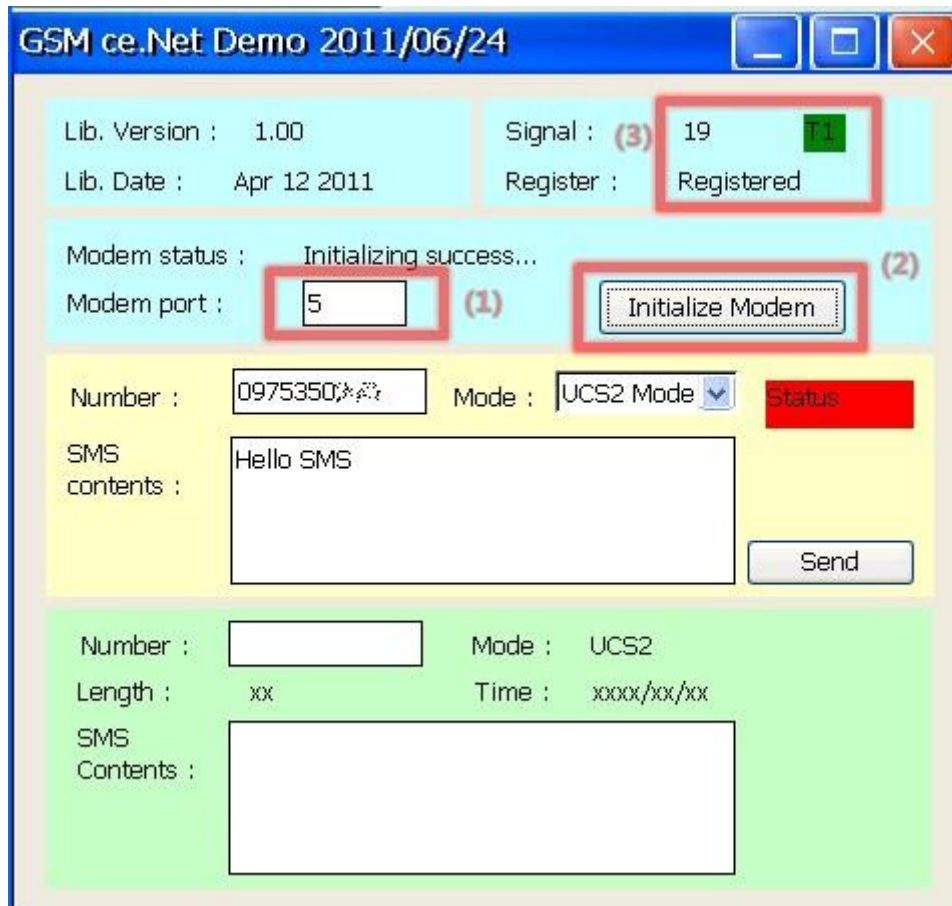 GSM ce.Net Demo 2011/06/24
Lib. Version : 1.00
Signal : (3) 19 T1
Lib. Date : Apr 12 2011
Register : Registered
Modem status : Initializing success...
(2)
Modem port : 5 (1) Initialize Modem
Number : Mode : UCS2 Mode Status
SMS contents : Hello SMS
Send
Number : Mode : UCS2
Length : xx Time : xxxx/xx/xx
SMS
Contents :